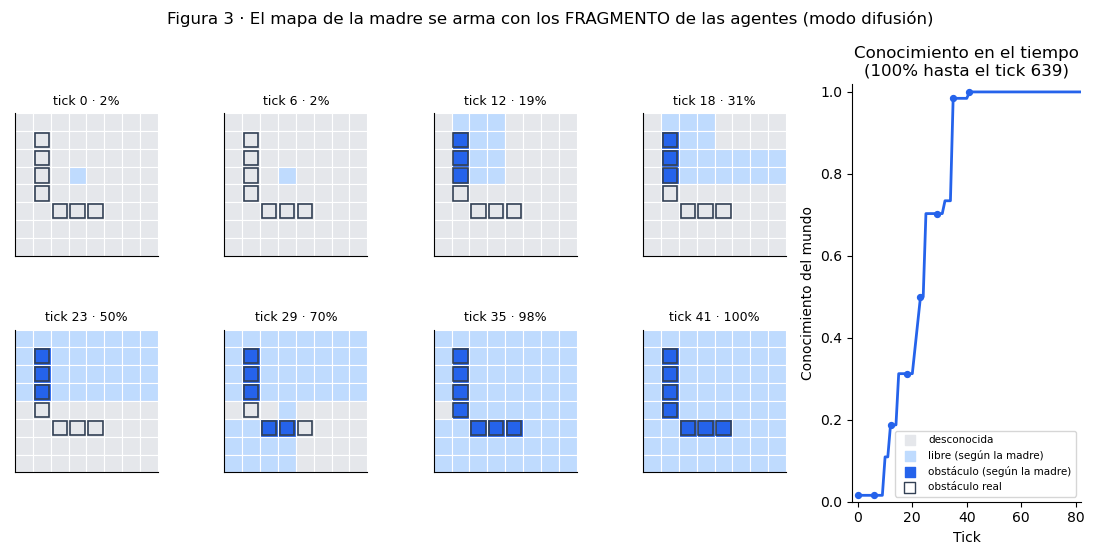 Figura 3 · El mapa de la madre se arma con los FRAGMENTO de las agentes (modo difusión)
tick 0 · 2%
tick 6 · 2%
tick 12 · 19%
tick 18 · 31%
tick 23 · 50%
tick 29 · 70%
tick 35 · 98%
tick 41 · 100%
Conocimiento en el tiempo
(100% hasta el tick 639)
Conocimiento del mundo
1.0
0.8
0.6
0.4
0.2
0.0
desconocida
libre (según la madre)
obstáculo (según la madre)
obstáculo real
0 20 40 60 80
Tick